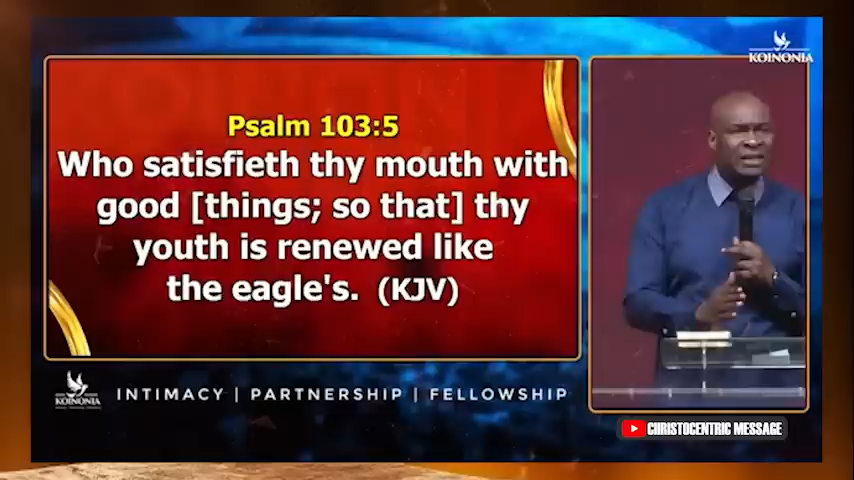 KOINONIA
Psalm 103:5
Who satisfieth thy mouth with
good [things; so that] thy
youth is renewed like
the eagle's. (KJV)
KOINONIA
INTIMACY | PARTNERSHIP | FELLOWSHIP
CHRISTOCENTRIC MESSAGE